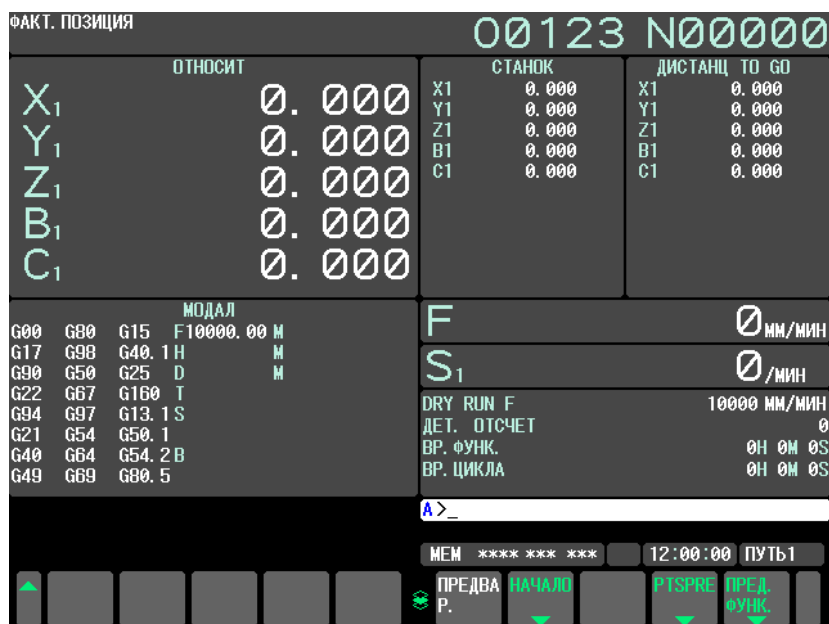 ФАКТ. ПОЗИЦИЯ
O0123 N00000
ОТНОСИТ
X1 0.000
Y1 0.000
Z1 0.000
B1 0.000
C1 0.000
СТАНОК
X1 0.000
Y1 0.000
Z1 0.000
B1 0.000
C1 0.000
ДИСТАНЦ TO GO
X1 0.000
Y1 0.000
Z1 0.000
B1 0.000
C1 0.000
МОДАЛ
G00 G80 G15 F10000.00 M
G17 G98 G40.1 H M
G90 G50 G25 D M
G22 G67 G160 T
G94 G97 G13.1 S
G21 G54 G50.1
G40 G64 G54.2 B
G49 G69 G80.5
F 0 ММ/МИН
S1 0 /МИН
DRY RUN F 10000 ММ/МИН
ДЕТ. ОТСЧЕТ 0
ВР. ФУНК. 0H 0M 0S
ВР. ЦИКЛА 0H 0M 0S
A>_
MEM **** *** *** 12:00:00 ПУТЬ1
ПРЕДВА НАЧАЛО PTSPRE ПРЕД.
Р. ФУНК.